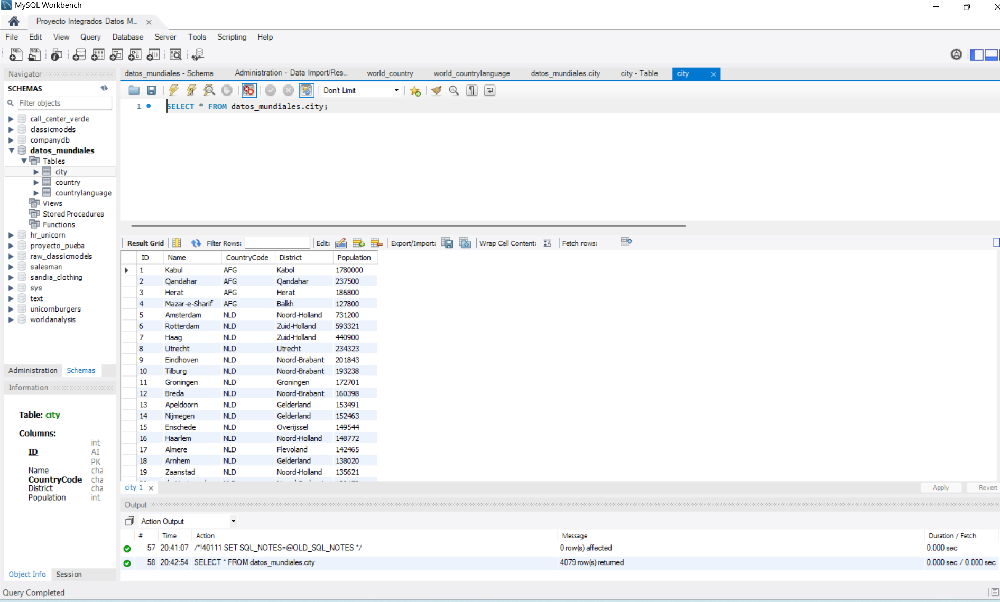 MySQL Workbench
Proyecto Integrados Datos M...
File Edit View Query Database Server Tools Scripting Help
Navigator
SCHEMAS
Filter objects
call_center_verde
classicmodels
companydb
datos_mundiales
Tables
city
country
countrylanguage
Views
Stored Procedures
Functions
hr_unicorn
proyecto_pueba
raw_classicmodels
salesman
sandia_clothing
sys
text
unicornburgers
worldanalysis
Administration Schemas
Information
Table: city
Columns:
ID int AI PK
Name cha
CountryCode cha
District cha
Population int
Object Info Session
datos_mundiales - Schema Administration - Data Import/Res... world_country world_countrylanguage datos_mundiales.city city - Table city
Don't Limit
1 SELECT * FROM datos_mundiales.city;
Result Grid Filter Rows: Edit: Export/Import: Wrap Cell Content: Fetch rows:
ID Name CountryCode District Population
1 Kabul AFG Kabol 1780000
2 Qandahar AFG Qandahar 237500
3 Herat AFG Herat 186800
4 Mazar-e-Sharif AFG Balkh 127800
5 Amsterdam NLD Noord-Holland 731200
6 Rotterdam NLD Zuid-Holland 593321
7 Haag NLD Zuid-Holland 440900
8 Utrecht NLD Utrecht 234323
9 Eindhoven NLD Noord-Brabant 201843
10 Tilburg NLD Noord-Brabant 193238
11 Groningen NLD Groningen 172701
12 Breda NLD Noord-Brabant 160398
13 Apeldoorn NLD Gelderland 153491
14 Nijmegen NLD Gelderland 152463
15 Enschede NLD Overijssel 149544
16 Haarlem NLD Noord-Holland 148772
17 Almere NLD Flevoland 142465
18 Arnhem NLD Gelderland 138020
19 Zaanstad NLD Noord-Holland 135621
city 1 Apply Revert
Output
Action Output
# Time Action Message Duration / Fetch
57 20:41:07 /*!40111 SET SQL_NOTES=@OLD_SQL_NOTES */ 0 row(s) affected 0.000 sec
58 20:42:54 SELECT * FROM datos_mundiales.city 4079 row(s) returned 0.000 sec / 0.000 sec
Query Completed